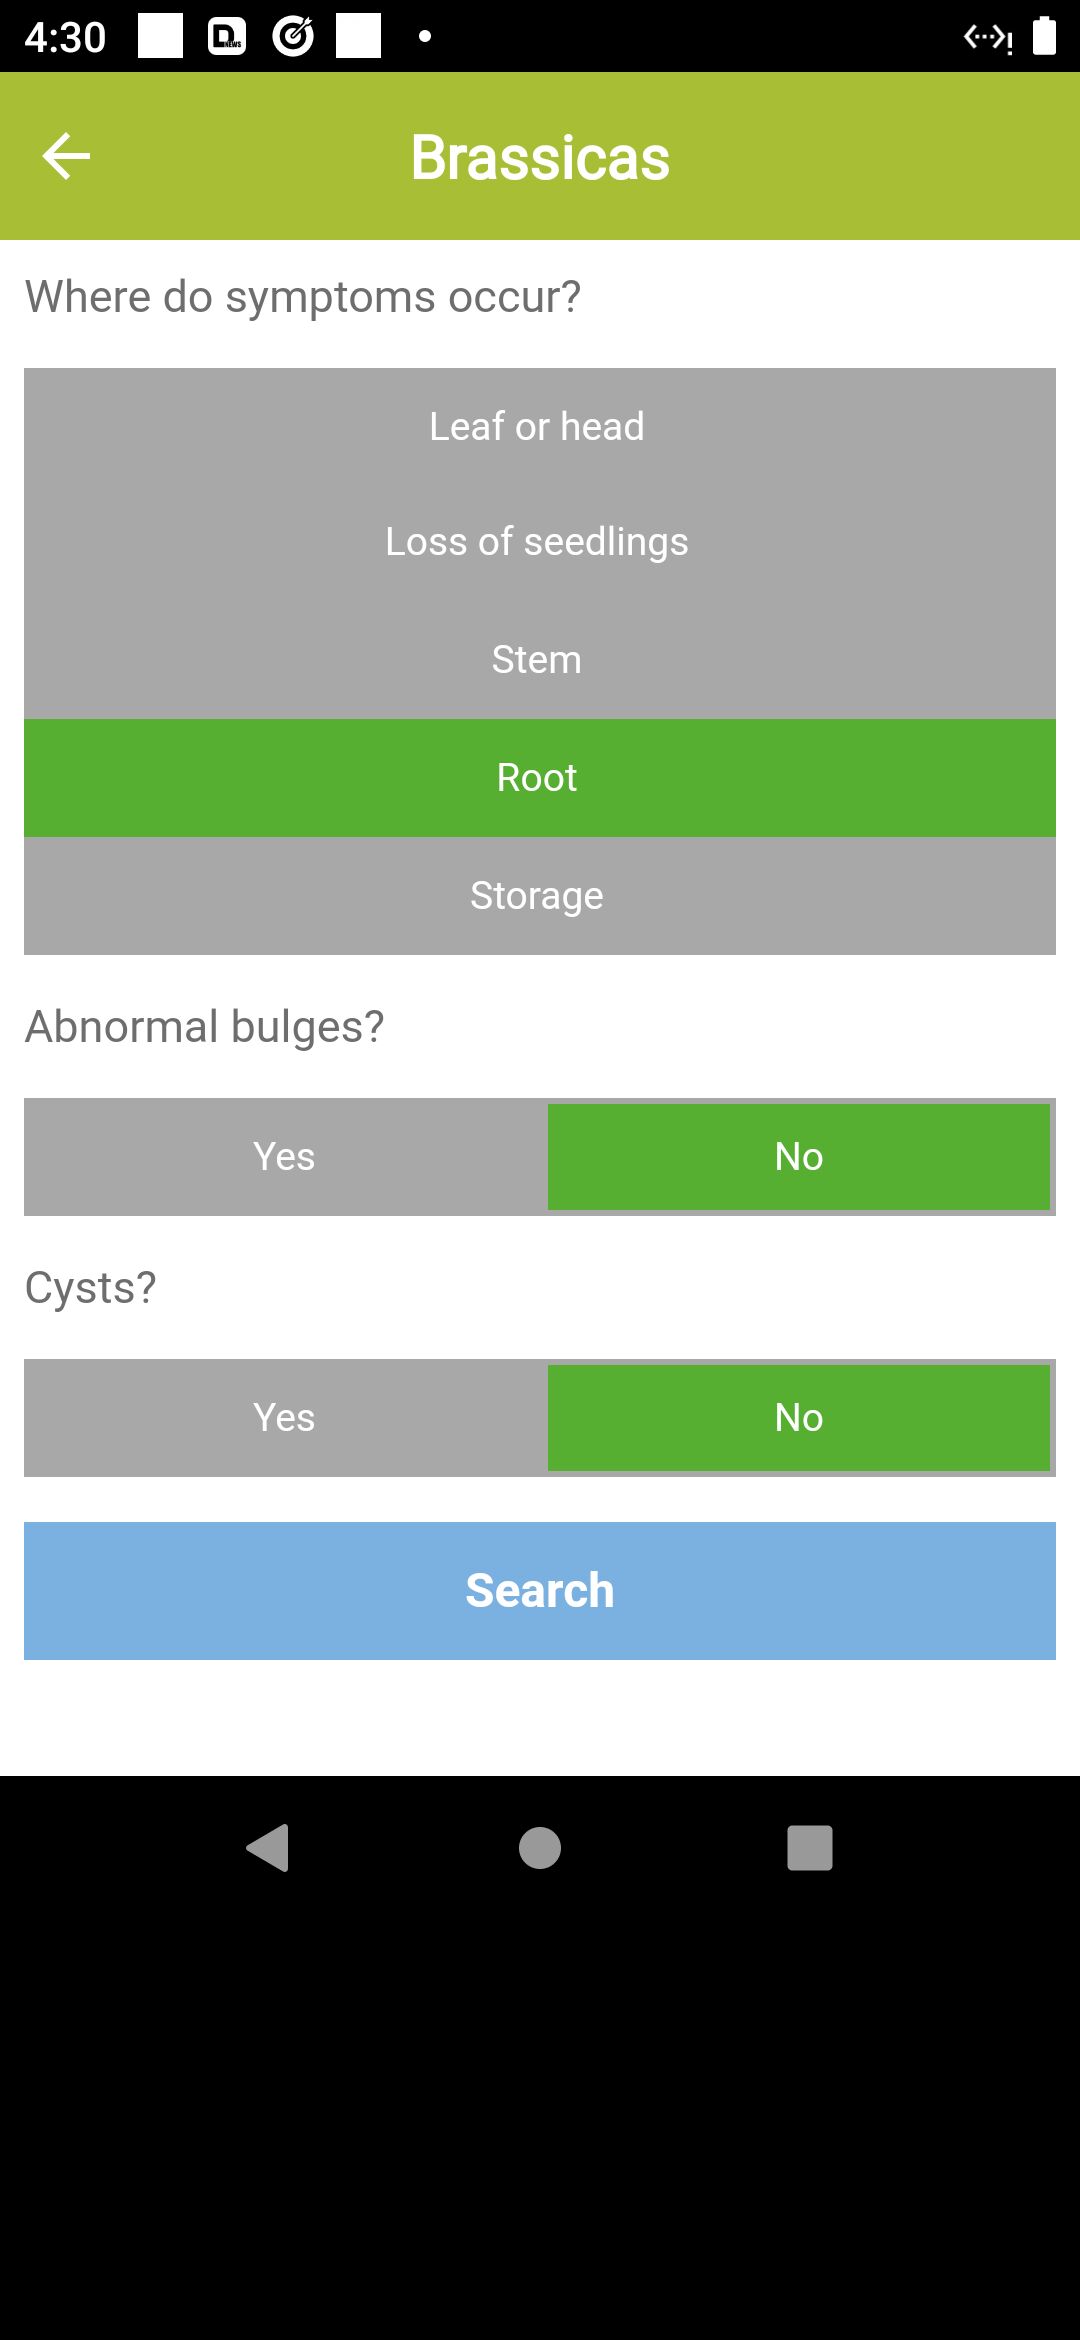 4:30
D NEWS
Brassicas
Where do symptoms occur?
Leaf or head
Loss of seedlings
Stem
Root
Storage
Abnormal bulges?
Yes No
Cysts?
Yes No
Search